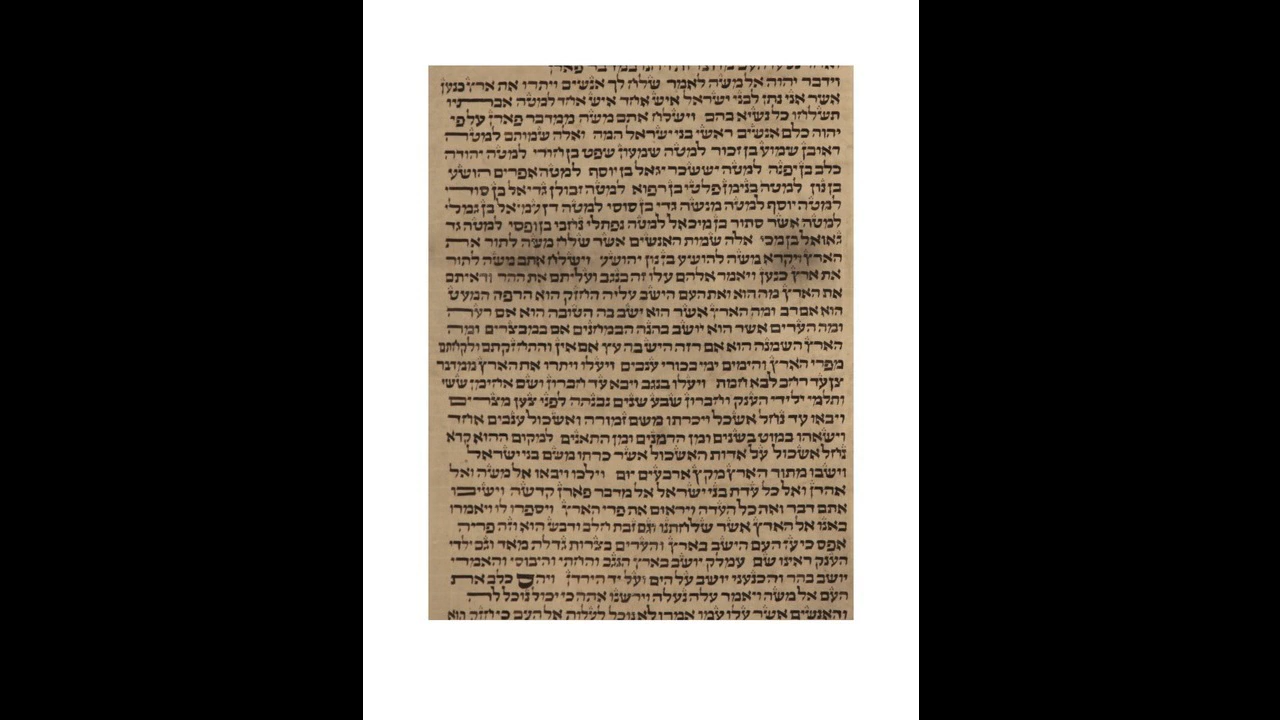 במדבר פארן
וידבר יהוה אל משה לאמר שלח לך אנשים ויתרו את ארץ כנען
אשר אני נתן לבני ישראל איש אחד איש אחד למטה אבתיו
תשלחו כל נשיא בהם וישלח אתם משה ממדבר פארן על פי
יהוה כלם אנשים ראשי בני ישראל המה ואלה שמותם למטה
ראובן שמוע בן זכור למטה שמעון שפט בן חורי למטה יהודה
כלב בן יפנה למטה יששכר יגאל בן יוסף למטה אפרים הושע
בן נון למטה בנימן פלטי בן רפוא למטה זבולן גדיאל בן סודי
למטה יוסף למטה מנשה גדי בן סוסי למטה דן עמיאל בן גמלי
למטה אשר סתור בן מיכאל למטה נפתלי נחבי בן ופסי למטה גד
גאואל בן מכי אלה שמות האנשים אשר שלח משה לתור את
הארץ ויקרא משה להושע בן נון יהושע וישלח אתם משה לתור
את ארץ כנען ויאמר אלהם עלו זה בנגב ועליתם את ההר וראיתם
את הארץ מה הוא ואת העם הישב עליה החזק הוא הרפה המעט
הוא אם רב ומה הארץ אשר הוא ישב בה הטובה הוא אם רעה
ומה הערים אשר הוא יושב בהנה הבמחנים אם במבצרים ומה
הארץ השמנה הוא אם רזה היש בה עץ אם אין והתחזקתם ולקחתם
מפרי הארץ והימים ימי בכורי ענבים ויעלו ויתרו את הארץ ממדבר
צן עד רחב לבא חמת ויעלו בנגב ויבא עד חברון ושם אחימן ששי
ותלמי ילידי הענק וחברון שבע שנים נבנתה לפני צען מצרים
ויבאו עד נחל אשכל ויכרתו משם זמורה ואשכול ענבים אחד
וישאהו במוט בשנים ומן הרמנים ומן התאנים למקום ההוא קרא
נחל אשכול על אדות האשכול אשר כרתו משם בני ישראל
וישבו מתור הארץ מקץ ארבעים יום וילכו ויבאו אל משה ואל
אהרן ואל כל עדת בני ישראל אל מדבר פארן קדשה וישיבו
אתם דבר ואת כל העדה ויראום את פרי הארץ ויספרו לו ויאמרו
באנו אל הארץ אשר שלחתנו וגם זבת חלב ודבש הוא וזה פריה
אפס כי עז העם הישב בארץ והערים בצרות גדלת מאד וגם ילדי
הענק ראינו שם עמלק יושב בארץ הנגב והחתי והיבוסי והאמרי
יושב בהר והכנעני יושב על הים ועל יד הירדן ויהס כלב את
העם אל משה ויאמר עלה נעלה וירשנו אתה כי יכול נוכל לה
והאנשים אשר עלו עמו אמרו לא נוכל לעלות אל העם כי חזק הוא